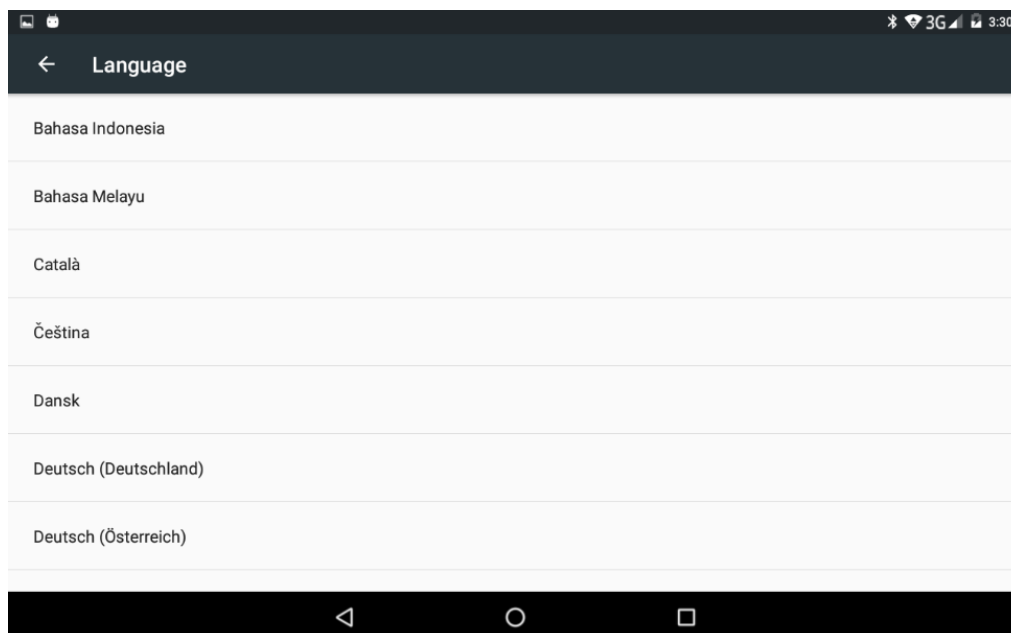 3G 3:30
Language
Bahasa Indonesia
Bahasa Melayu
Català
Čeština
Dansk
Deutsch (Deutschland)
Deutsch (Österreich)